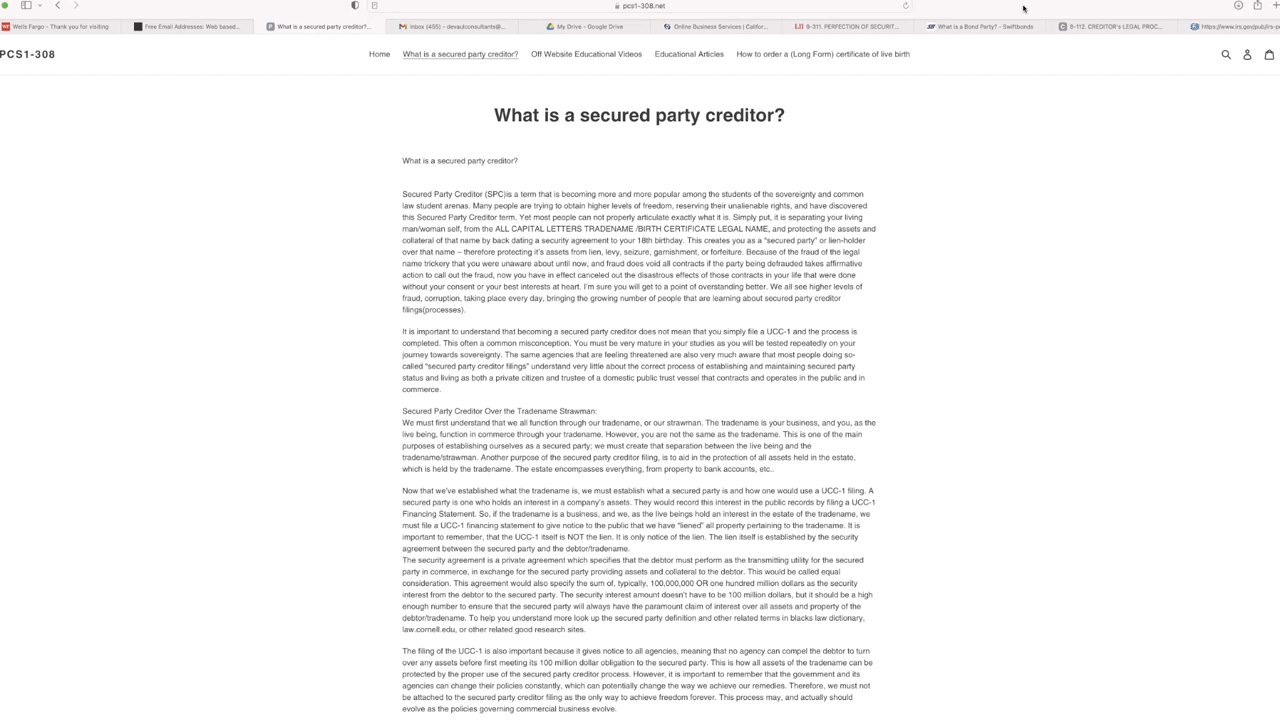 pcs1-308.net
Wells Fargo - Thank you for visiting
Free Email Addresses: Web based...
What is a secured party creditor?...
inbox (455) - devaulconsultants@...
My Drive - Google Drive
Online Business Services | Califor...
9-311. PERFECTION OF SECURIT...
What is a Bond Party? - Swiftbonds
8-112. CREDITOR'S LEGAL PROC...
https://www.irs.gov/pub/irs-p
PCS1-308
Home
What is a secured party creditor?
Off Website Educational Videos
Educational Articles
How to order a (Long Form) certificate of live birth
What is a secured party creditor?
What is a secured party creditor?
Secured Party Creditor (SPC)is a term that is becoming more and more popular among the students of the sovereignty and common
law student arenas. Many people are trying to obtain higher levels of freedom, reserving their unalienable rights, and have discovered
this Secured Party Creditor term. Yet most people can not properly articulate exactly what it is. Simply put, it is separating your living
man/woman self, from the ALL CAPITAL LETTERS TRADENAME /BIRTH CERTIFICATE LEGAL NAME, and protecting the assets and
collateral of that name by back dating a security agreement to your 18th birthday. This creates you as a "secured party" or lien-holder
over that name – therefore protecting it's assets from lien, levy, seizure, garnishment, or forfeiture. Because of the fraud of the legal
name trickery that you were unaware about until now, and fraud does void all contracts if the party being defrauded takes affirmative
action to call out the fraud, now you have in effect canceled out the disastrous effects of those contracts in your life that were done
without your consent or your best interests at heart. I'm sure you will get to a point of overstanding better. We all see higher levels of
fraud, corruption, taking place every day, bringing the growing number of people that are learning about secured party creditor
filings(processes).
It is important to understand that becoming a secured party creditor does not mean that you simply file a UCC-1 and the process is
completed. This often a common misconception. You must be very mature in your studies as you will be tested repeatedly on your
journey towards sovereignty. The same agencies that are feeling threatened are also very much aware that most people doing so-
called "secured party creditor filings" understand very little about the correct process of establishing and maintaining secured party
status and living as both a private citizen and trustee of a domestic public trust vessel that contracts and operates in the public and in
commerce.
Secured Party Creditor Over the Tradename Strawman:
We must first understand that we all function through our tradename, or our strawman. The tradename is your business, and you, as the
live being, function in commerce through your tradename. However, you are not the same as the tradename. This is one of the main
purposes of establishing ourselves as a secured party; we must create that separation between the live being and the
tradename/strawman. Another purpose of the secured party creditor filing, is to aid in the protection of all assets held in the estate,
which is held by the tradename. The estate encompasses everything, from property to bank accounts, etc..
Now that we've established what the tradename is, we must establish what a secured party is and how one would use a UCC-1 filing. A
secured party is one who holds an interest in a company's assets. They would record this interest in the public records by filing a UCC-1
Financing Statement. So, if the tradename is a business, and we, as the live beings hold an interest in the estate of the tradename, we
must file a UCC-1 financing statement to give notice to the public that we have "liened" all property pertaining to the tradename. It is
important to remember, that the UCC-1 itself is NOT the lien. It is only notice of the lien. The lien itself is established by the security
agreement between the secured party and the debtor/tradename.
The security agreement is a private agreement which specifies that the debtor must perform as the transmitting utility for the secured
party in commerce, in exchange for the secured party providing assets and collateral to the debtor. This would be called equal
consideration. This agreement would also specify the sum of, typically, 100,000,000 OR one hundred million dollars as the security
interest from the debtor to the secured party. The security interest amount doesn't have to be 100 million dollars, but it should be a high
enough number to ensure that the secured party will always have the paramount claim of interest over all assets and property of the
debtor/tradename. To help you understand more look up the secured party definition and other related terms in blacks law dictionary,
law.cornell.edu, or other related good research sites.
The filing of the UCC-1 is also important because it gives notice to all agencies, meaning that no agency can compel the debtor to turn
over any assets before first meeting its 100 million dollar obligation to the secured party. This is how all assets of the tradename can be
protected by the proper use of the secured party creditor process. However, it is important to remember that the government and its
agencies can change their policies constantly, which can potentially change the way we achieve our remedies. Therefore, we must not
be attached to the secured party creditor filing as the only way to achieve freedom forever. This process may, and actually should
evolve as the policies governing commercial business evolve.